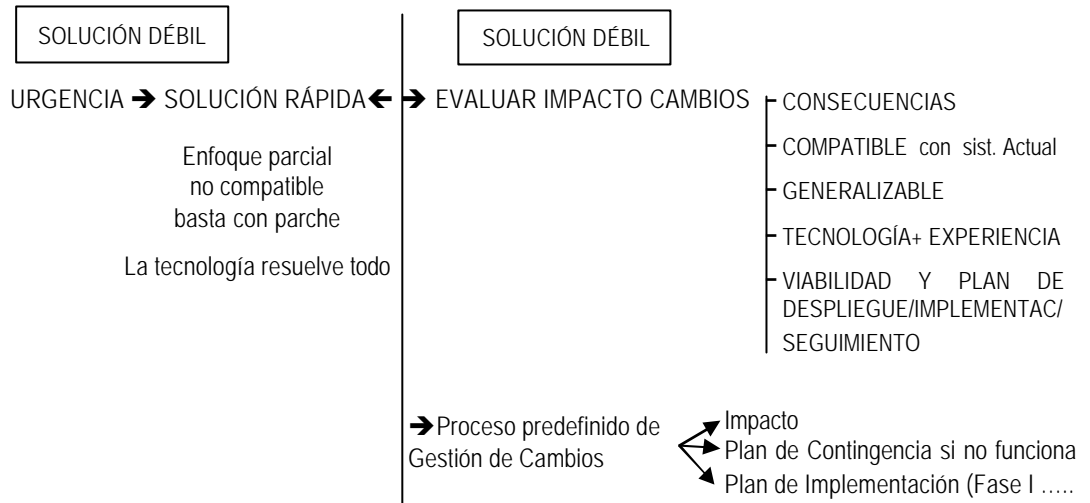 SOLUCIÓN DÉBIL
URGENCIA ➔ SOLUCIÓN RÁPIDA
Enfoque parcial
no compatible
basta con parche
La tecnología resuelve todo
SOLUCIÓN DÉBIL
➔ EVALUAR IMPACTO CAMBIOS
CONSECUENCIAS
COMPATIBLE con sist. Actual
GENERALIZABLE
TECNOLOGÍA+ EXPERIENCIA
VIABILIDAD Y PLAN DE
DESPLIEGUE/IMPLEMENTAC/
SEGUIMIENTO
➔ Proceso predefinido de
Gestión de Cambios
Impacto
Plan de Contingencia si no funciona
Plan de Implementación (Fase I …..